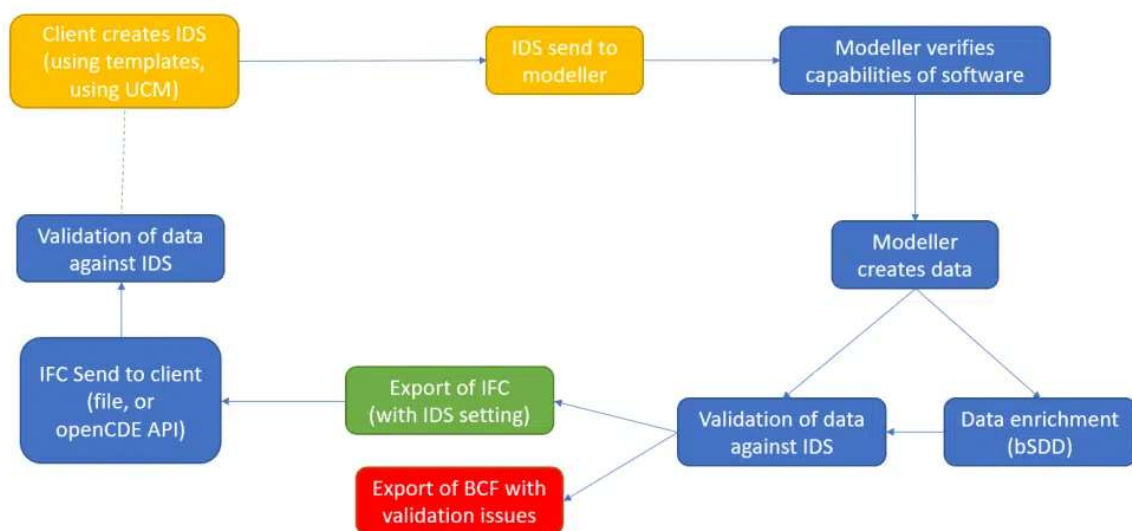 Client creates IDS
(using templates,
using UCM)
IDS send to
modeller
Modeller verifies
capabilities of software
Modeller
creates data
Validation of data
against IDS
IFC Send to client
(file, or
openCDE API)
Export of IFC
(with IDS setting)
Validation of data
against IDS
Data enrichment
(bSDD)
Export of BCF with
validation issues